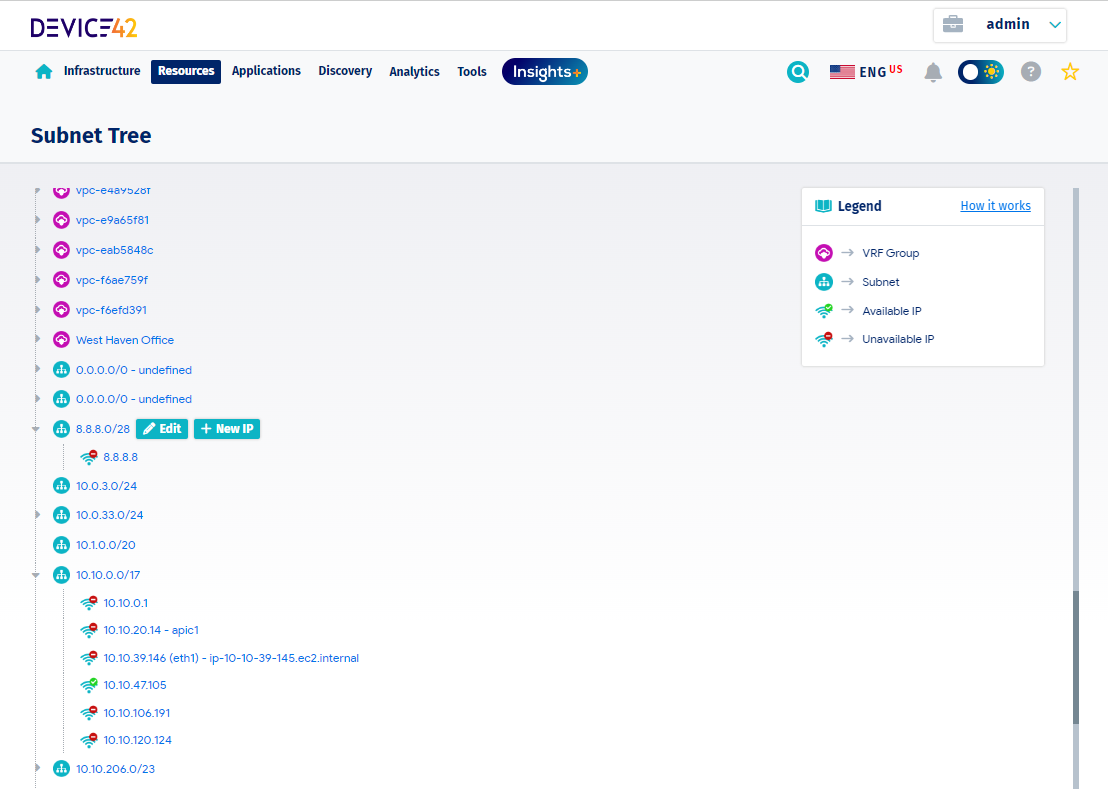 DEVICE42
admin
Infrastructure Resources Applications Discovery Analytics Tools Insights+ ENG US ?
Subnet Tree
vpc-e4a9528f
vpc-e9a65f81
vpc-eab5848c
vpc-f6ae759f
vpc-f6efd391
West Haven Office
0.0.0.0/0 - undefined
0.0.0.0/0 - undefined
8.8.8.0/28 Edit + New IP
8.8.8.8
10.0.3.0/24
10.0.33.0/24
10.1.0.0/20
10.10.0.0/17
10.10.0.1
10.10.20.14 - apic1
10.10.39.146 (eth1) - ip-10-10-39-145.ec2.internal
10.10.47.105
10.10.106.191
10.10.120.124
10.10.206.0/23
Legend How it works
VRF Group
Subnet
Available IP
Unavailable IP